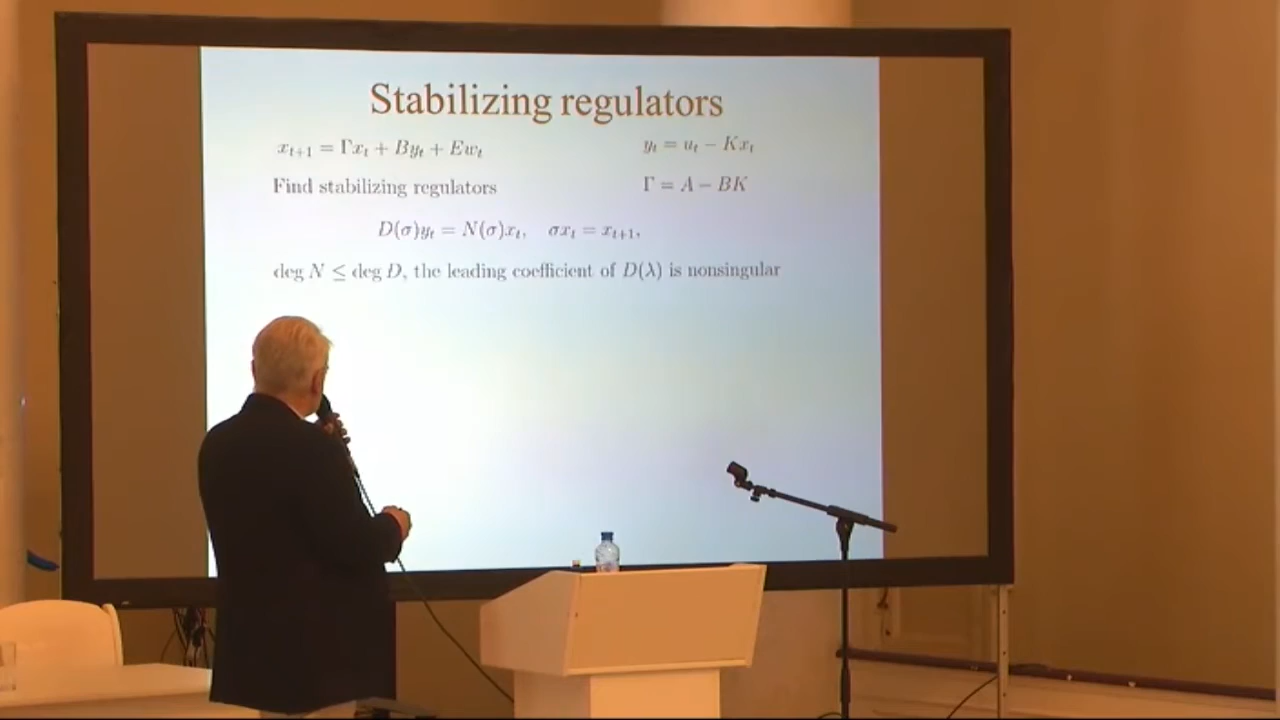 Stabilizing regulators
x_{t+1} = Γx_t + By_t + Ew_t    y_t = u_t − Kx_t
Find stabilizing regulators    Γ = A − BK
D(σ)y_t = N(σ)x_t,  σx_t = x_{t+1},
deg N ≤ deg D, the leading coefficient of D(λ) is nonsingular